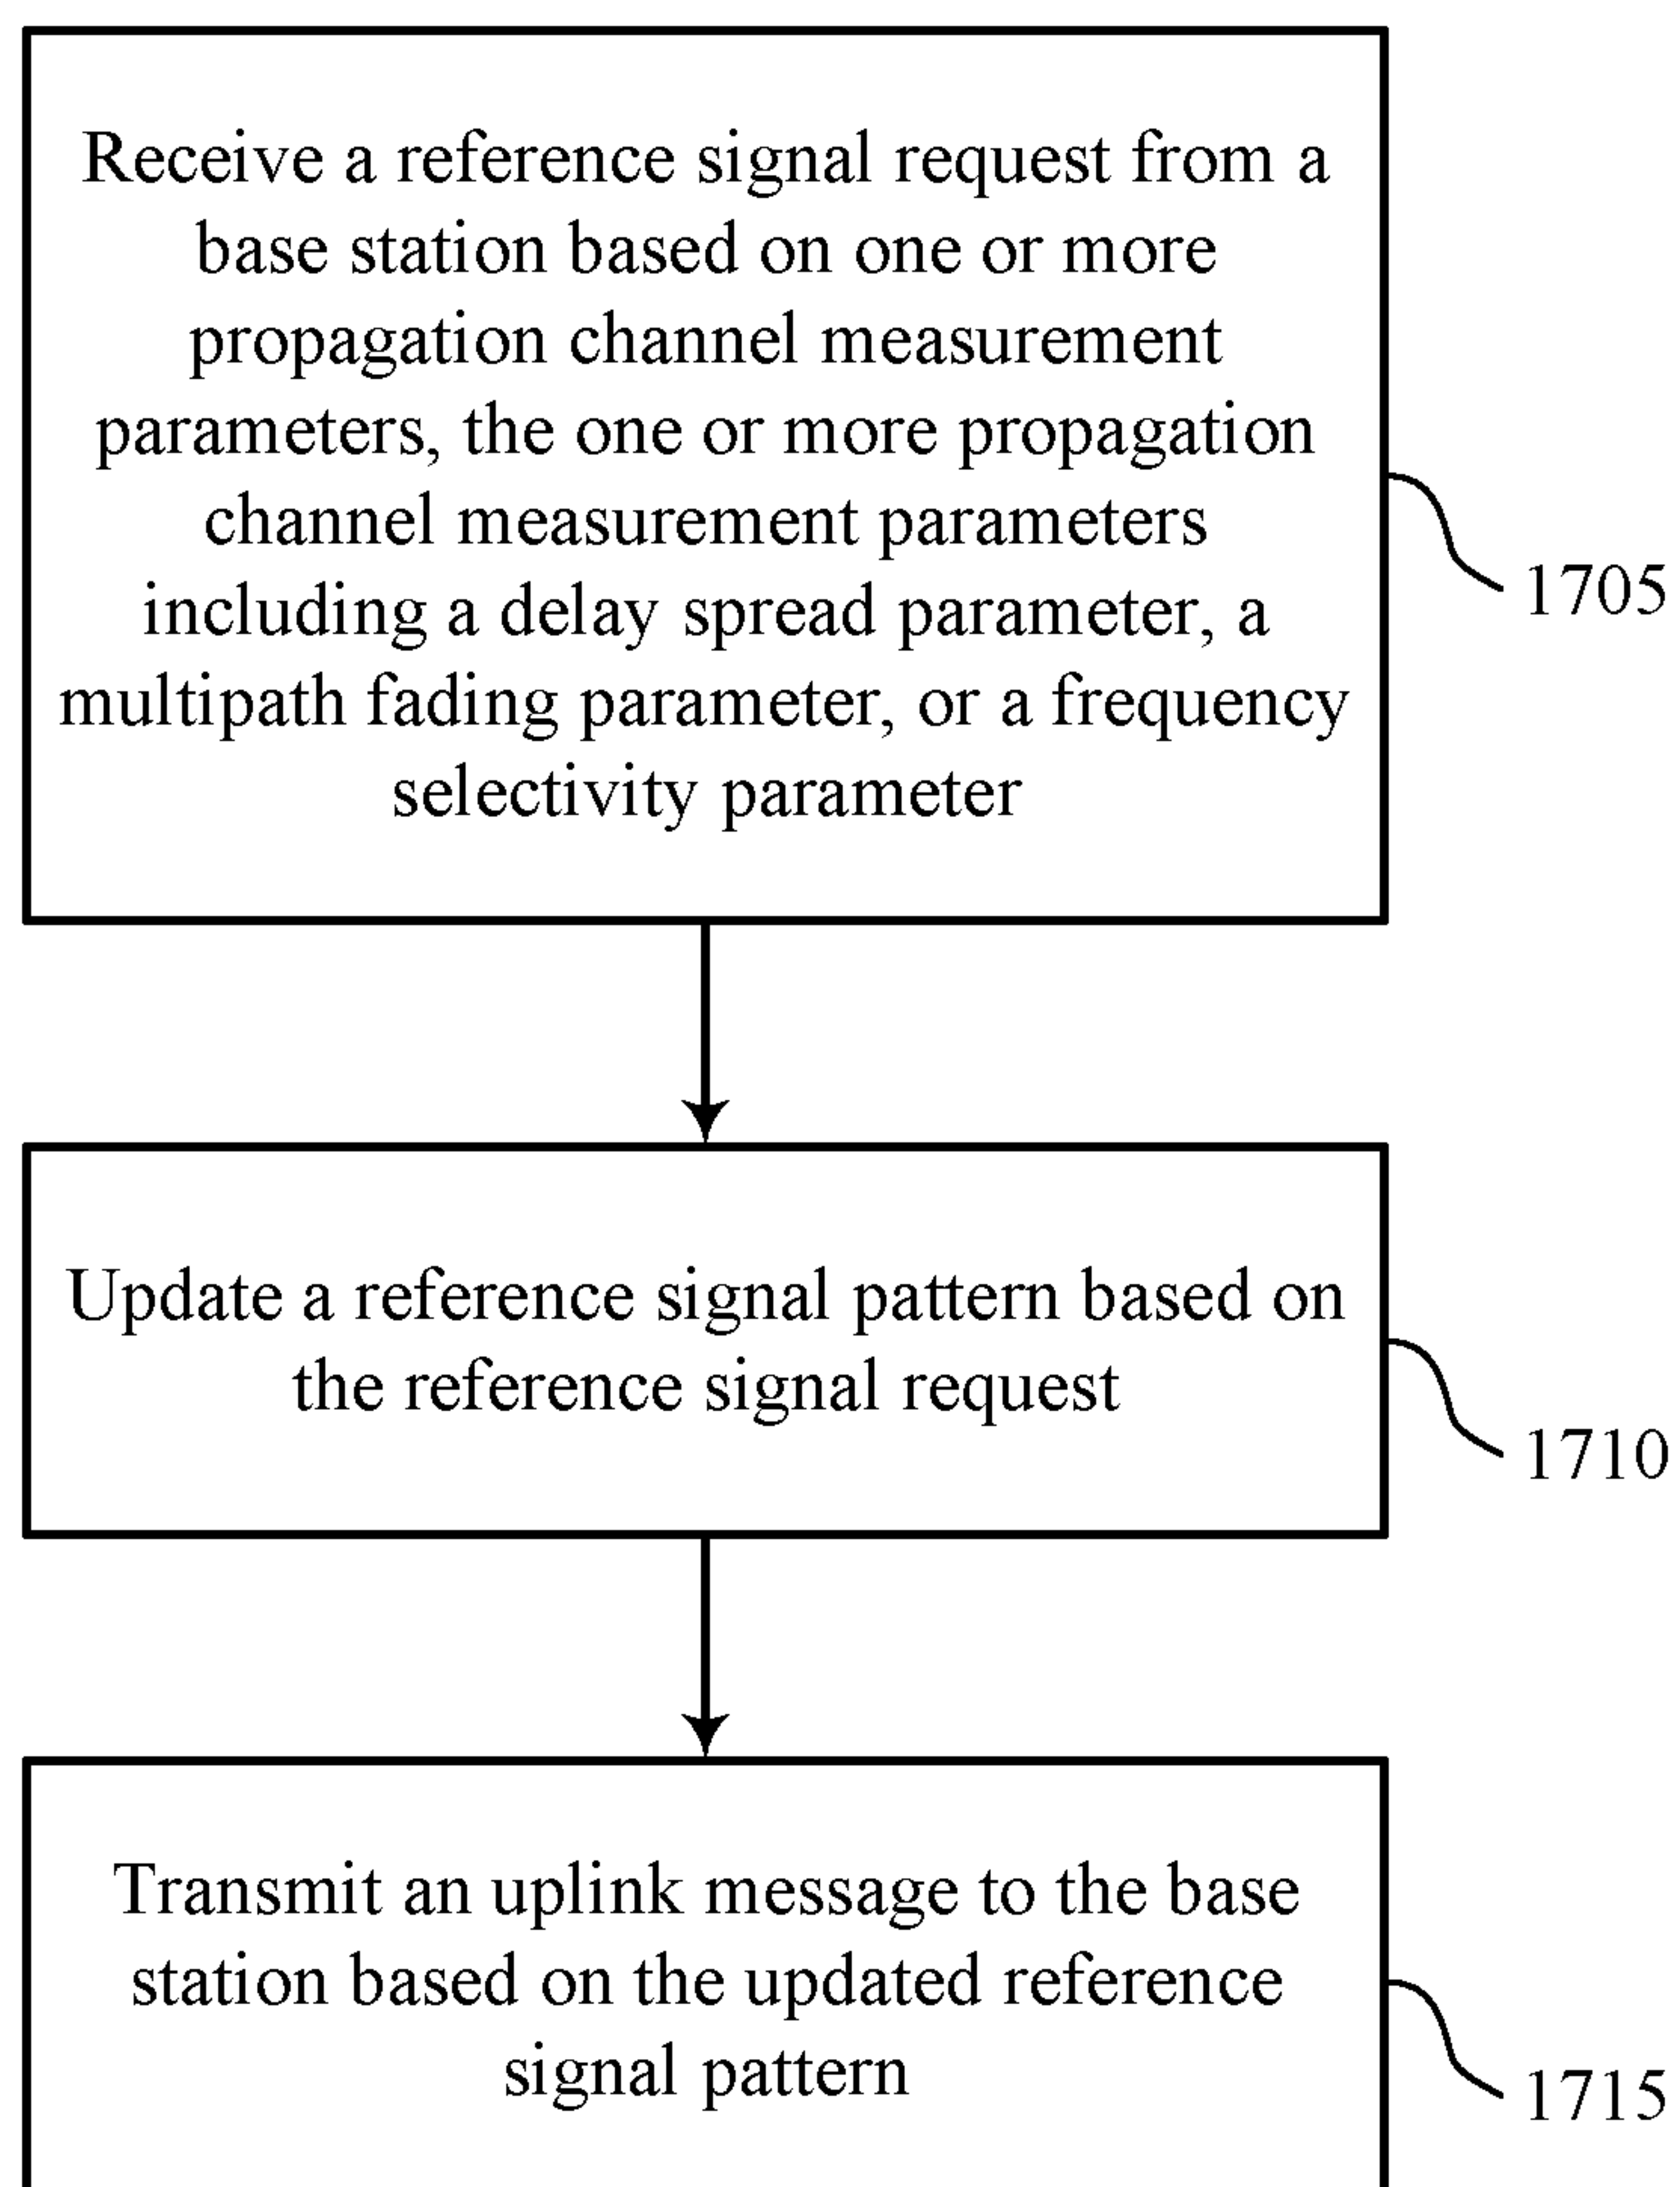 Receive a reference signal request from a
base station based on one or more
propagation channel measurement
parameters, the one or more propagation
channel measurement parameters
including a delay spread parameter, a
multipath fading parameter, or a frequency
selectivity parameter
1705
Update a reference signal pattern based on
the reference signal request
1710
Transmit an uplink message to the base
station based on the updated reference
signal pattern
1715